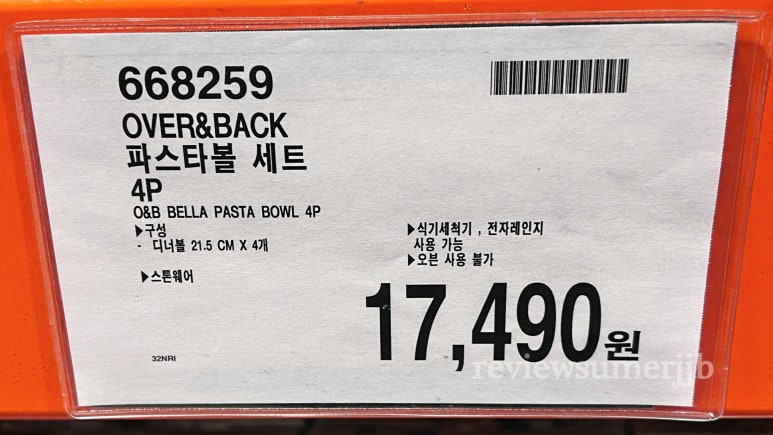 668259
OVER&BACK
파스타볼 세트
4P
O&B BELLA PASTA BOWL 4P
▶구성
- 디너볼 21.5 CM X 4개
▶스톤웨어
▶식기세척기 , 전자레인지
사용 가능
▶오븐 사용 불가
17,490원
32NRI
reviewsumerjjb